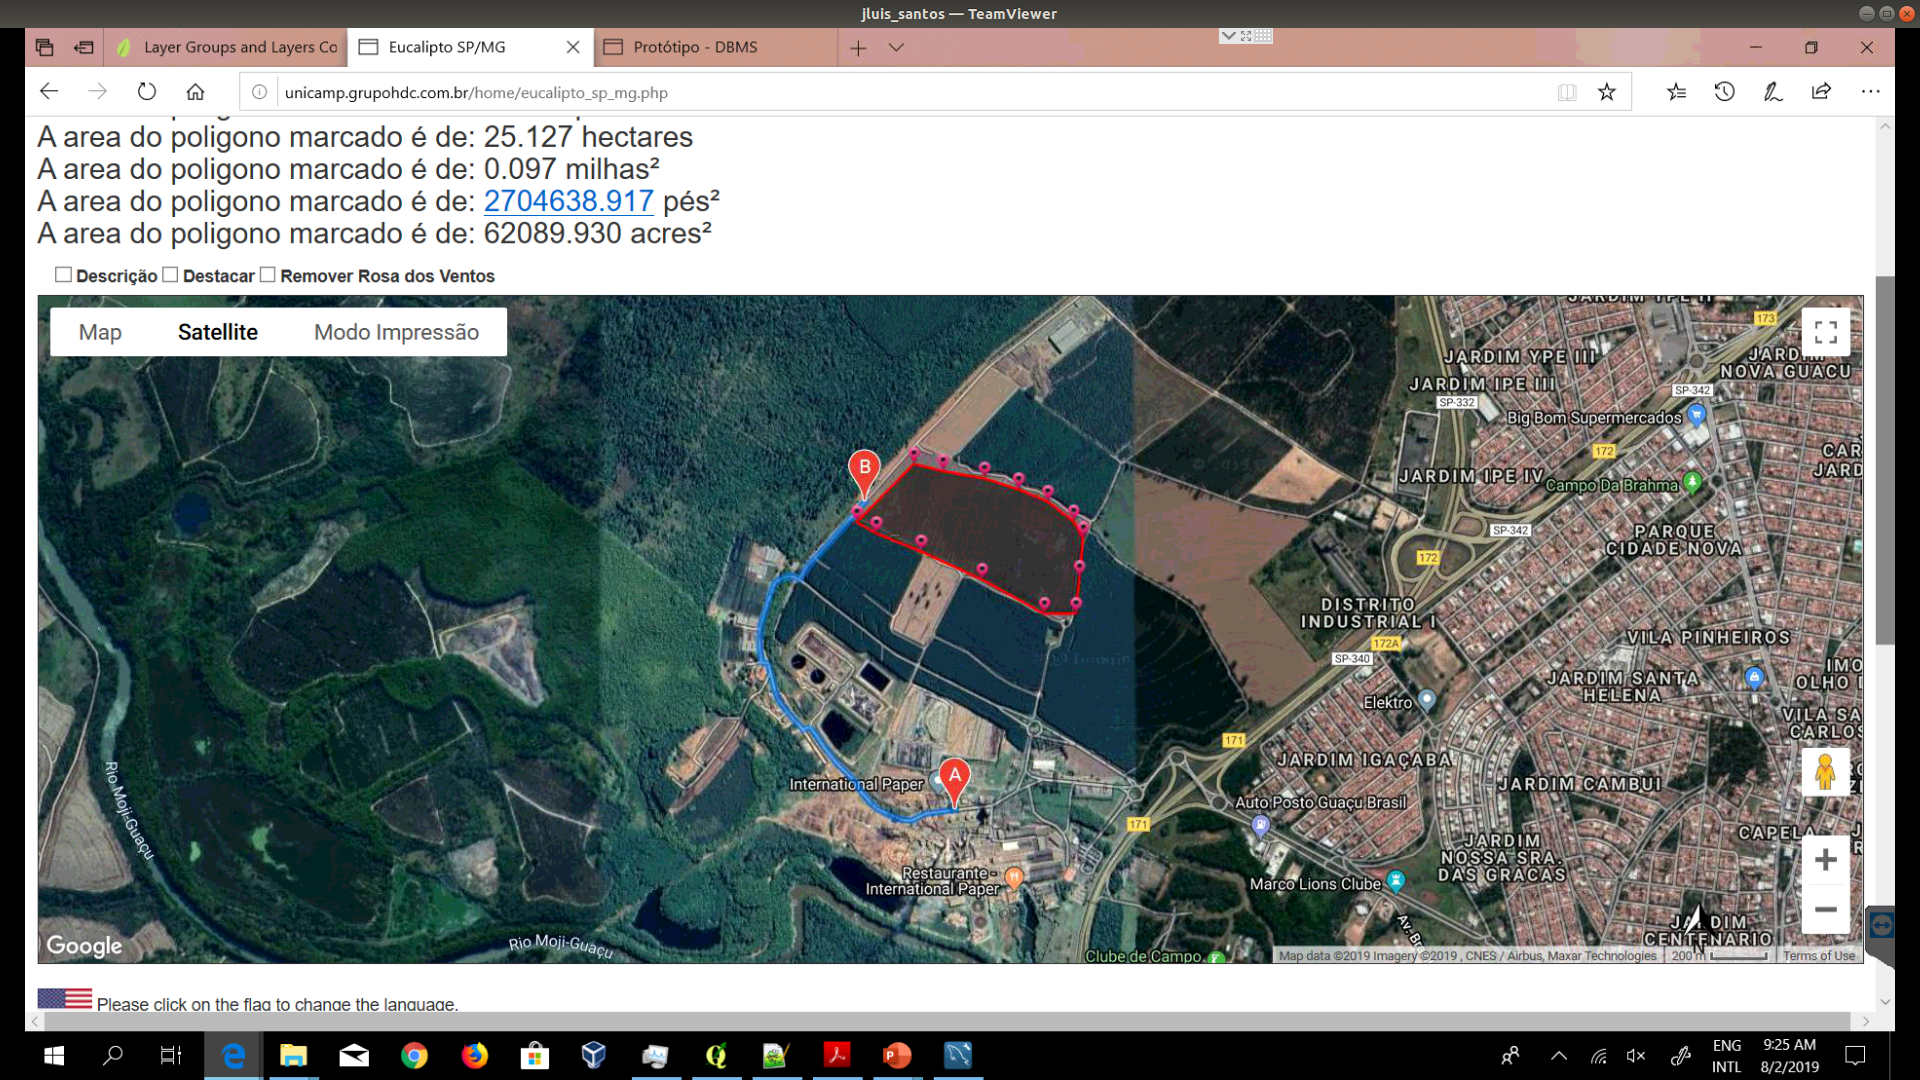 jluis_santos — TeamViewer
Layer Groups and Layers Co
Eucalipto SP/MG
Protótipo - DBMS
unicamp.grupohdc.com.br/home/eucalipto_sp_mg.php
A area do poligono marcado é de: 25.127 hectares
A area do poligono marcado é de: 0.097 milhas²
A area do poligono marcado é de: 2704638.917 pés²
A area do poligono marcado é de: 62089.930 acres²
Descrição Destacar Remover Rosa dos Ventos
Map Satellite Modo Impressão
173
JARDIM YPE III
NOVA GUACU
JARDIM IPE III
SP-342
SP-332
Big Bom Supermercados
172
CAR
JARD
JARDIM IPE IV
Campo Da Brahma
B
SP-342
PARQUE
CIDADE NOVA
172
DISTRITO
INDUSTRIAL I
172A
VILA PINHEIROS
SP-340
IMO
OLHO
JARDIM SANTA
HELENA
Elektro
VILA SA
CARLOS
171
JARDIM IGAÇABA
International Paper
A
JARDIM CAMBUI
Auto Posto Guaçu Brasil
171
CAPELA
Rio Moji-Guaçu
JARDIM
NOSSA SRA.
DAS GRACAS
Restaurante -
International Paper
Marco Lions Clube
Av. Bra
JARDIM
CENTENARIO
Rio Moji-Guaçu
Clube de Campo
Google
Map data ©2019 Imagery ©2019 , CNES / Airbus, Maxar Technologies 200 m Terms of Use
Please click on the flag to change the language.
ENG
INTL
9:25 AM
8/2/2019